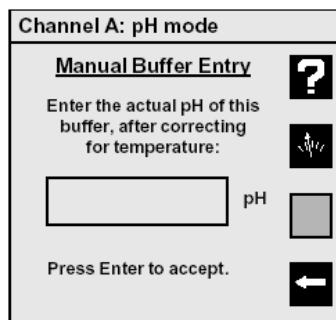 Channel A: pH mode
Manual Buffer Entry
?
Enter the actual pH of this
buffer, after correcting
for temperature:
pH
Press Enter to accept.